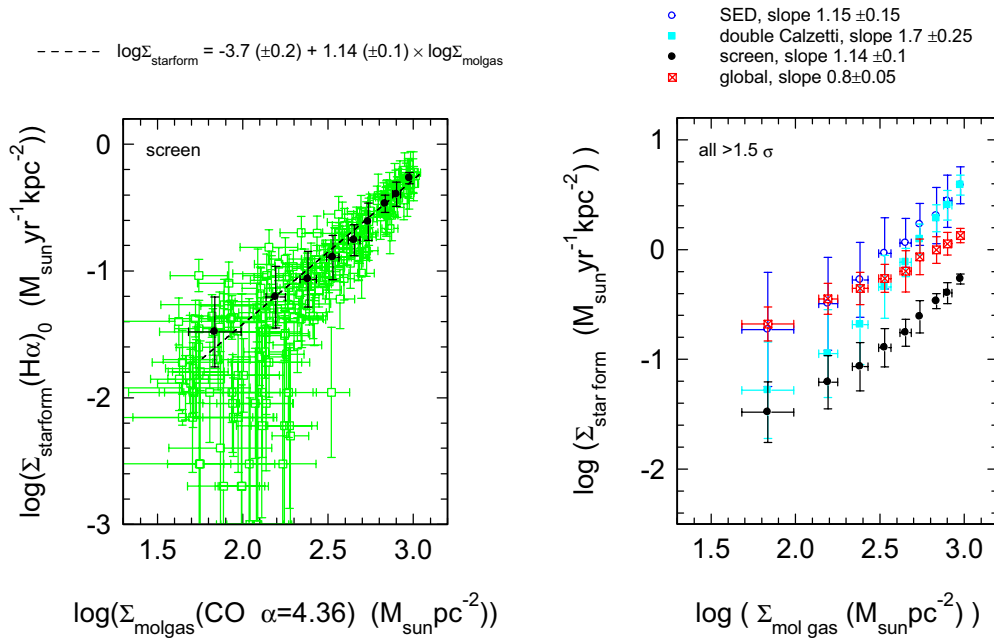 logΣstarform = -3.7 (±0.2) + 1.14 (±0.1) × logΣmolgas
SED, slope 1.15 ±0.15
double Calzetti, slope 1.7 ±0.25
screen, slope 1.14 ±0.1
global, slope 0.8±0.05
screen
log(Σstarform(Hα)0 (Msunyr-1kpc-2))
0
-1
-2
-3
1.5 2.0 2.5 3.0
log(Σmolgas(CO α=4.36) (Msunpc-2))
all >1.5 σ
log (Σstar form (Msunyr-1kpc-2) )
1
0
-1
-2
1.5 2.0 2.5 3.0
log ( Σmol gas (Msunpc-2) )